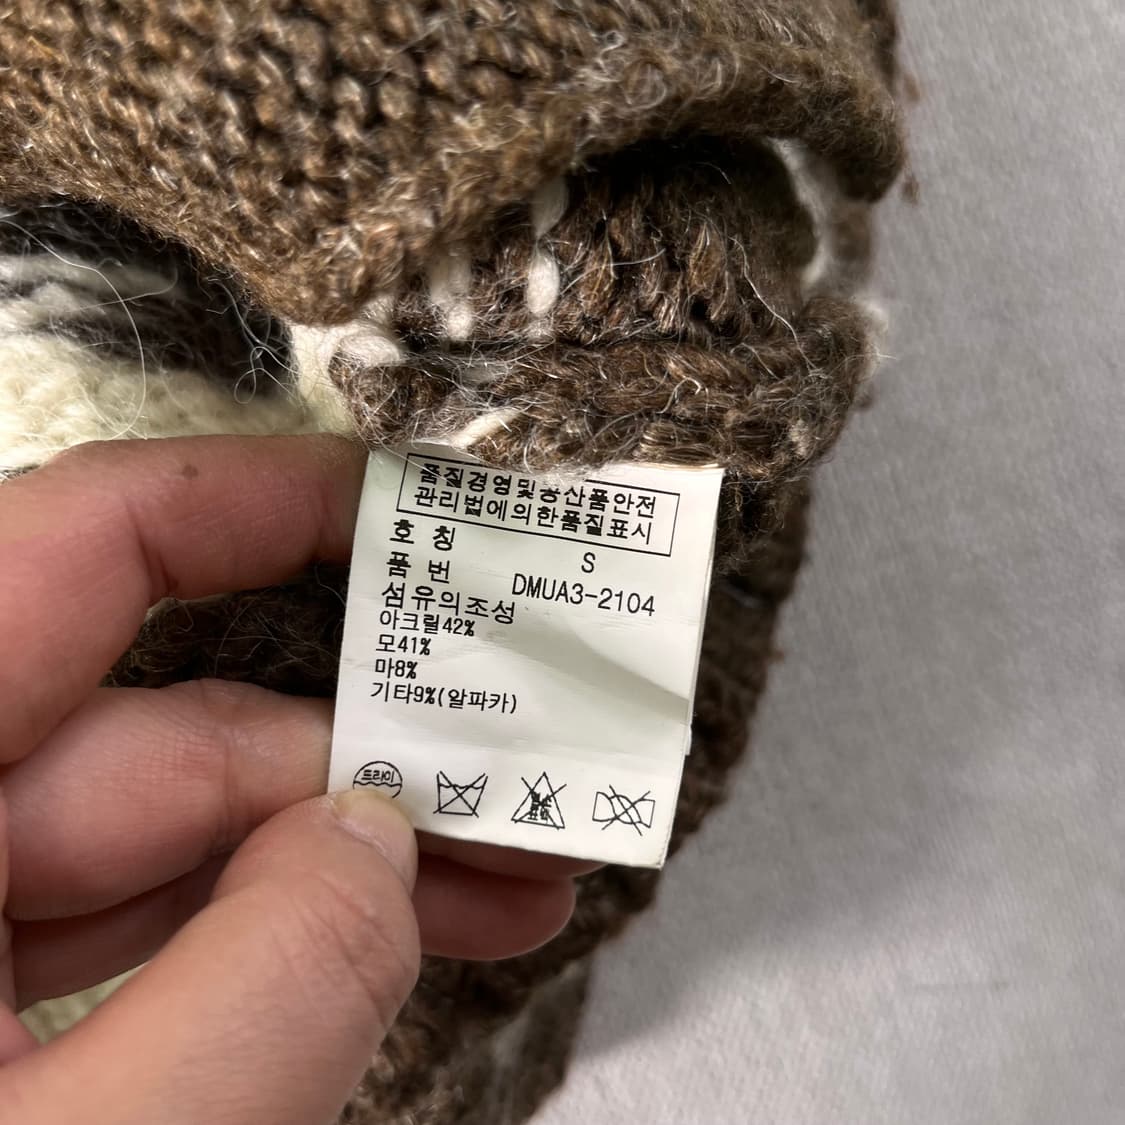 품질경영및공산품안전
관리법에의한품질표시
호 칭 S
품 번 DMUA3-2104
섬유의조성
아크릴42%
모41%
마8%
기타9%(알파카)
드라이